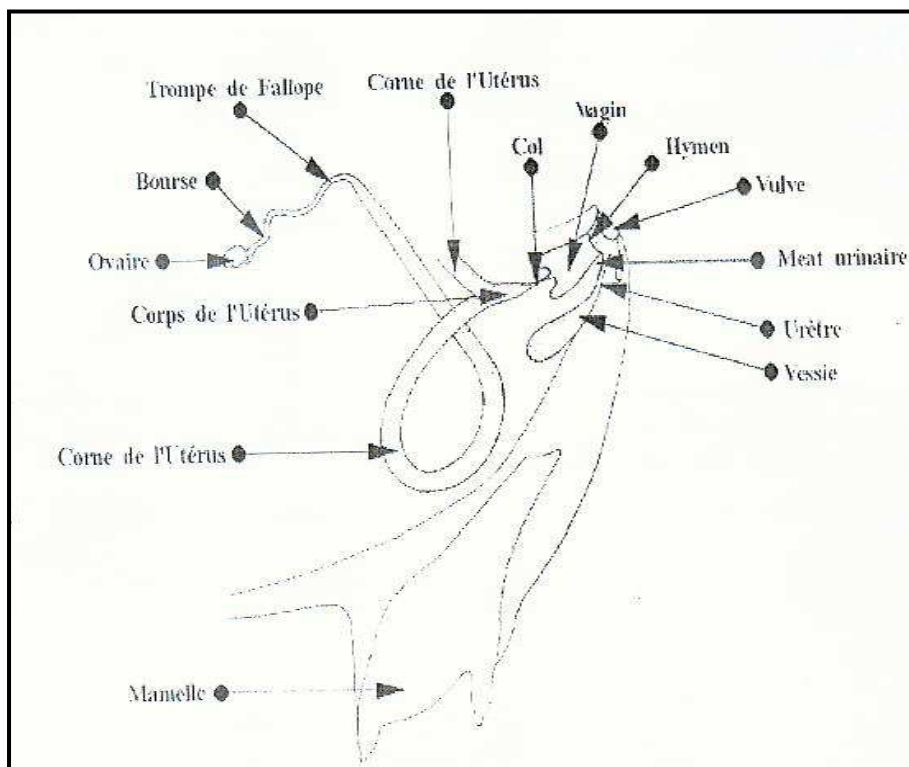 Trompe de Fallope
Corne de l'Utérus
Vagin
Col
Hymen
Bourse
Vulve
Ovaire
Meat urinaire
Corps de l'Utérus
Urètre
Vessie
Corne de l'Utérus
Mamelle